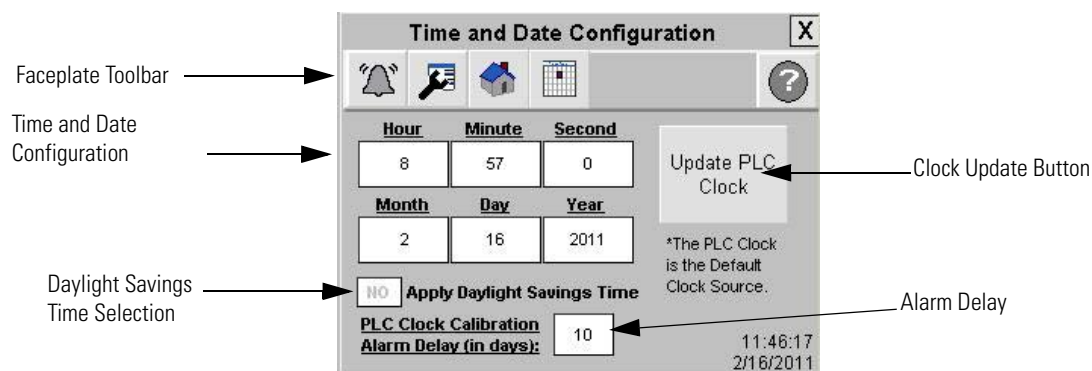 Time and Date Configuration X
Faceplate Toolbar
?
Time and Date
Configuration
Hour Minute Second
8 57 0
Update PLC
Clock
Clock Update Button
Month Day Year
2 16 2011
*The PLC Clock
is the Default
Clock Source.
Daylight Savings
Time Selection
NO Apply Daylight Savings Time
Alarm Delay
PLC Clock Calibration
Alarm Delay (in days):
10
11:46:17
2/16/2011